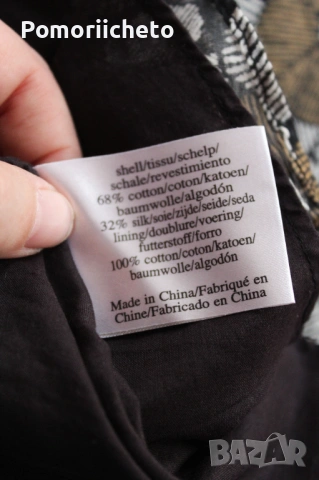 Pomoriicheto
shell/tissu/schelp/
schale/revestimiento
68% cotton/coton/katoen/
baumwolle/algodón
32% silk/soie/zijde/seide/seda
lining/doublure/voering/
futterstoff/forro
100% cotton/coton/katoen/
baumwolle/algodón
Made in China/Fabriqué en
Chine/Fabricado en China
BAZAR